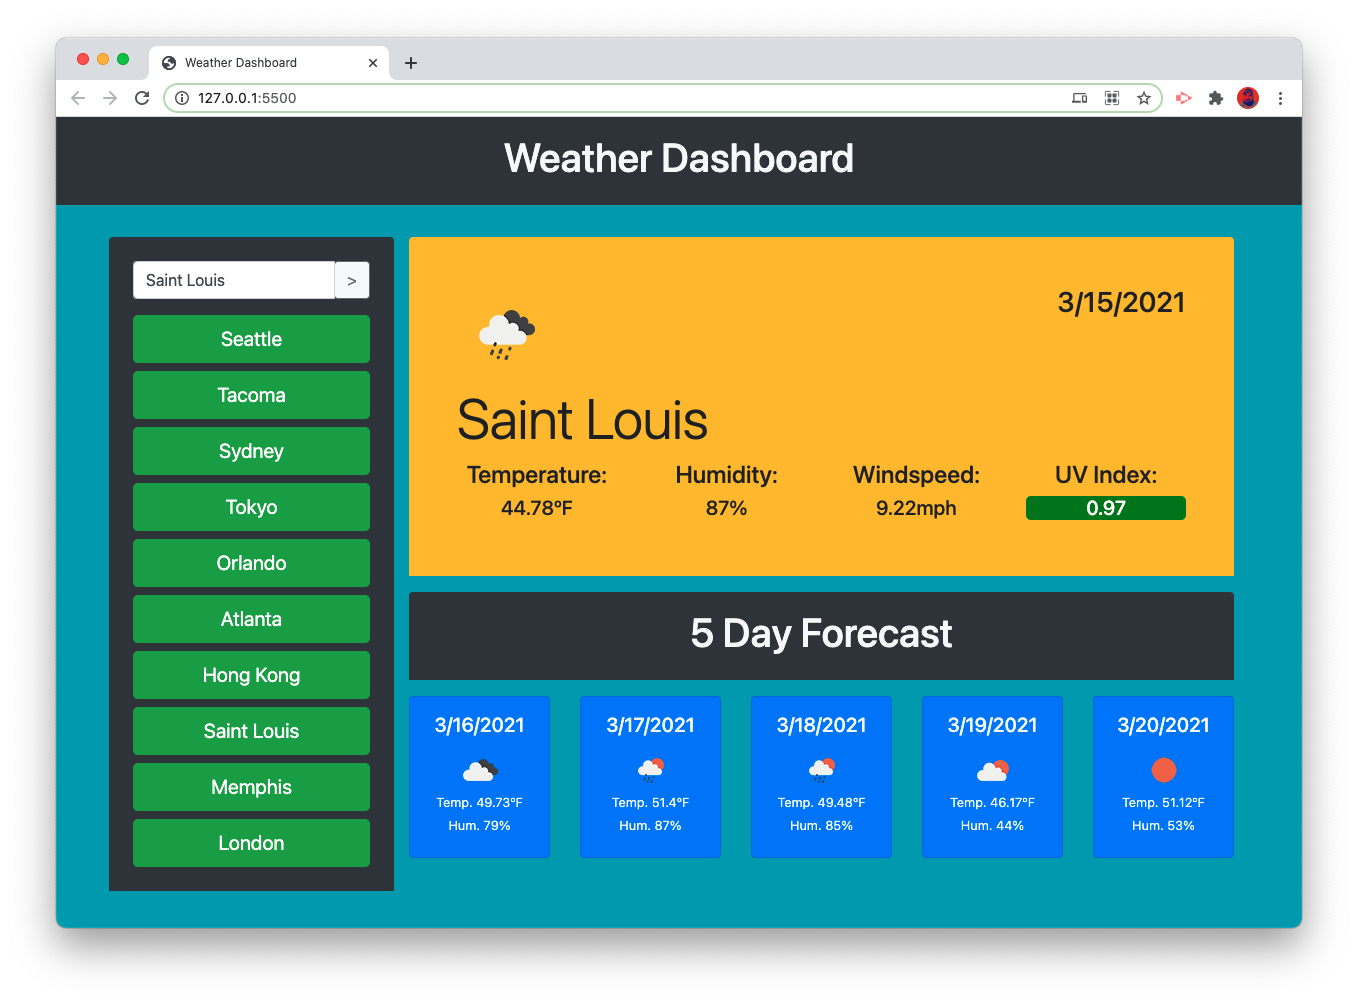 Weather Dashboard
127.0.0.1:5500
Weather Dashboard
Saint Louis >
Seattle
Tacoma
Sydney
Tokyo
Orlando
Atlanta
Hong Kong
Saint Louis
Memphis
London
3/15/2021
Saint Louis
Temperature: Humidity: Windspeed: UV Index:
44.78°F 87% 9.22mph 0.97
5 Day Forecast
3/16/2021 3/17/2021 3/18/2021 3/19/2021 3/20/2021
Temp. 49.73°F Temp. 51.4°F Temp. 49.48°F Temp. 46.17°F Temp. 51.12°F
Hum. 79% Hum. 87% Hum. 85% Hum. 44% Hum. 53%